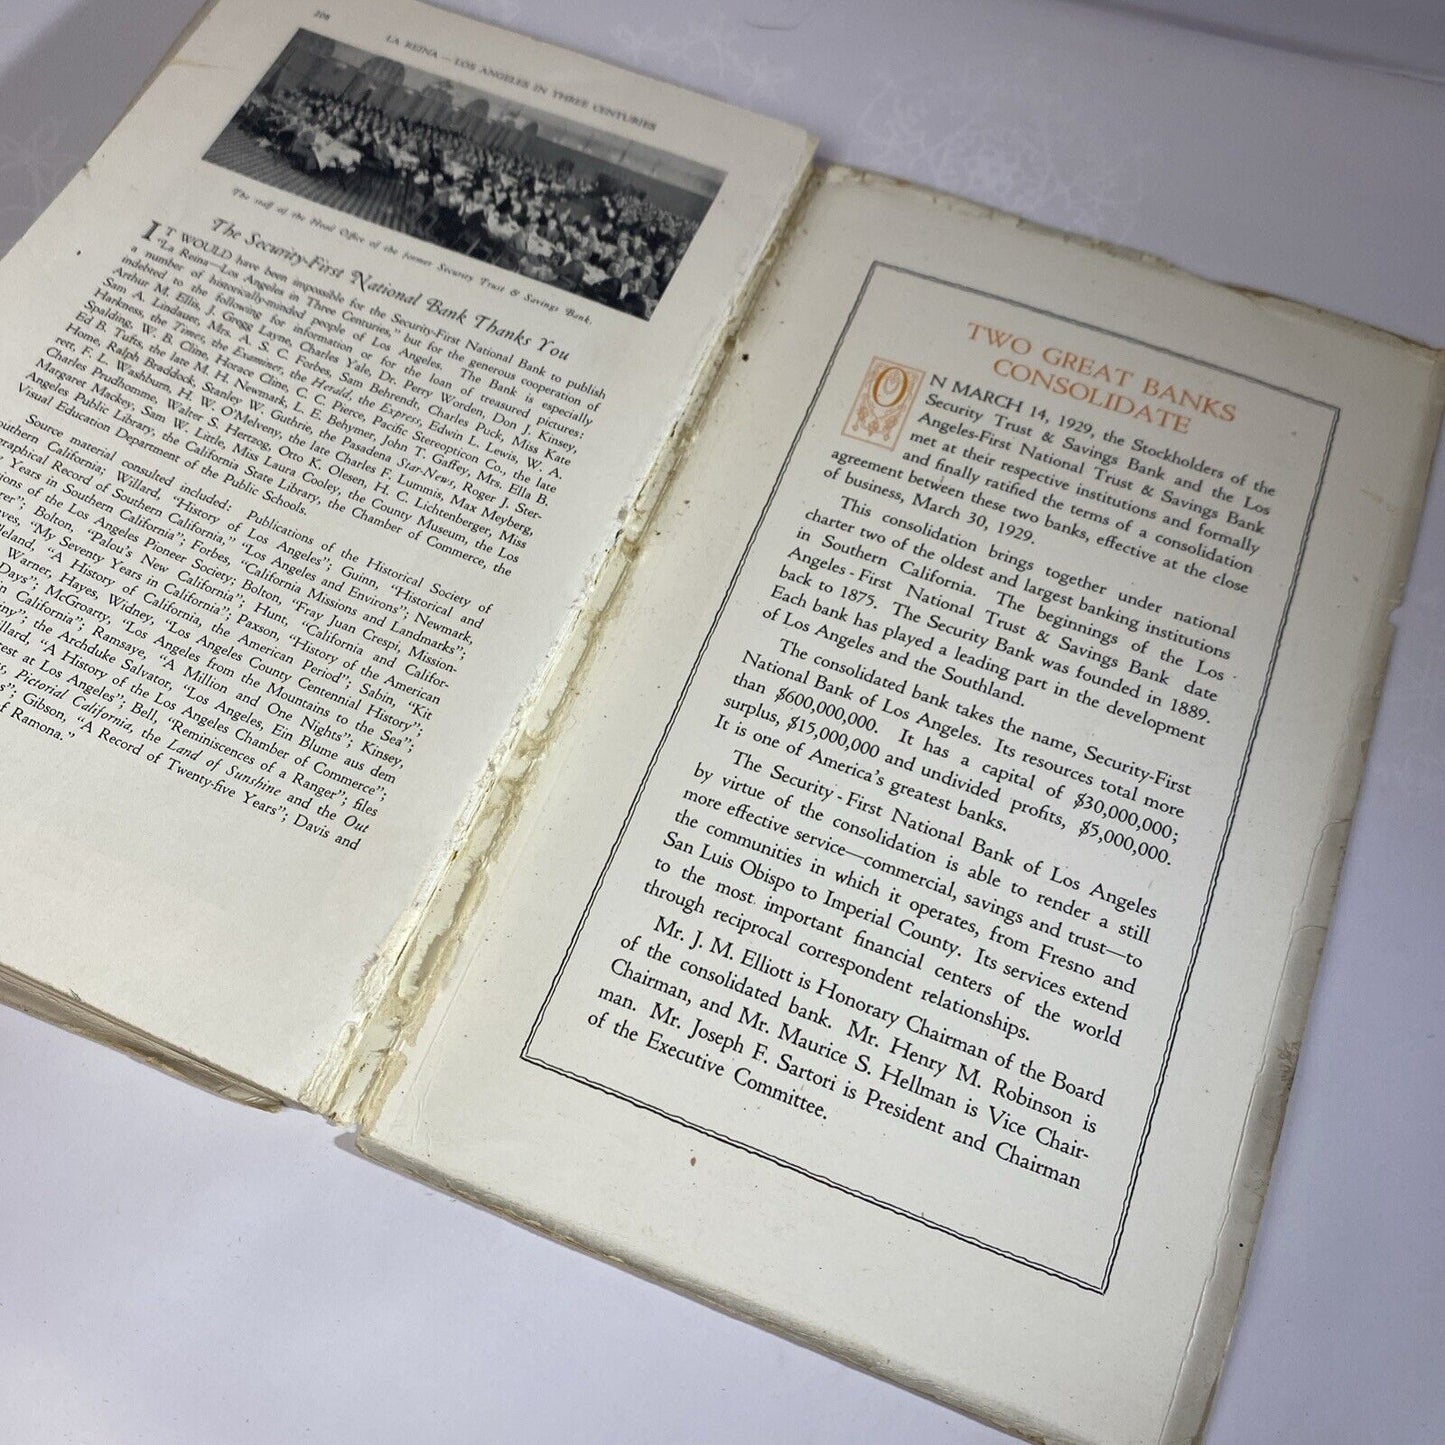 208
LA REINA — LOS ANGELES IN THREE CENTURIES
The staff of the Head Office of the former Security Trust & Savings Bank.
The Security-First National Bank Thanks You
IT WOULD have been impossible for the Security-First National Bank to publish
"La Reina—Los Angeles in Three Centuries," but for the generous cooperation of
a number of historically-minded people of Los Angeles. The Bank is especially
indebted to the following for information or for the loan of treasured pictures:
Arthur M. Ellis, J. Gregg Layne, Charles Yale, Dr. Perry Worden, Don J. Kinsey,
Sam A. Lindauer, Mrs. A. S. C. Forbes, Sam Behrendt, Charles Puck, Miss Kate
Harkness, the Times, the Examiner, the Herald, the Express, Edwin L. Lewis, W. A.
Spalding, W. B. Cline, Horace Cline, C. C. Pierce, Pacific Stereopticon Co., the late
Ed B. Tufts, the late M. H. Newmark, L. E. Behymer, John T. Gaffey, Mrs. Ella B.
Home, Ralph Braddock, Stanley W. Guthrie, the Pasadena Star-News, Roger J. Ster-
rett, F. L. Washburn, H. W. O'Melveny, the late Charles F. Lummis, Max Meyberg,
Charles Prudhomme, Walter S. Hertzog, Otto K. Olesen, H. C. Lichtenberger, Miss
Margaret Mackey, Sam W. Little, Miss Laura Cooley, the County Museum, the Los
Angeles Public Library, the California State Library, the Chamber of Commerce, the
Visual Education Department of the Public Schools.
Source material consulted included: Publications of the Historical Society of
Southern California; Willard, "History of Los Angeles"; Guinn, "Historical and
graphical Record of Southern California," "Los Angeles and Environs"; Newmark,
Years in Southern California"; Forbes, "California Missions and Landmarks";
ions of the Los Angeles Pioneer Society; Bolton, "Fray Juan Crespi, Mission-
rer"; Bolton, "Palou's New California"; Hunt, "California and Califor-
aves, "My Seventy Years in California"; Paxson, "History of the American
lleland, "A History of California, the American Period"; Sabin, "Kit
Warner, Hayes, Widney, "Los Angeles County Centennial History";
Days"; McGroarty, "Los Angeles from the Mountains to the Sea";
in California"; Ramsaye, "A Million and One Nights"; Kinsey,
iny"; the Archduke Salvator, "Los Angeles, Ein Blume aus dem
illard, "A History of the Los Angeles Chamber of Commerce";
rest at Los Angeles"; Bell, "Reminiscences of a Ranger"; files
s, Pictorial California, the Land of Sunshine and the Out
s"; Gibson, "A Record of Twenty-five Years"; Davis and
of Ramona."
TWO GREAT BANKS
CONSOLIDATE
ON MARCH 14, 1929, the Stockholders of the
Security Trust & Savings Bank and the Los
Angeles-First National Trust & Savings Bank
met at their respective institutions and formally
and finally ratified the terms of a consolidation
agreement between these two banks, effective at the close
of business, March 30, 1929.
This consolidation brings together under national
charter two of the oldest and largest banking institutions
in Southern California. The beginnings of the Los
Angeles-First National Trust & Savings Bank date
back to 1875. The Security Bank was founded in 1889.
Each bank has played a leading part in the development
of Los Angeles and the Southland.
The consolidated bank takes the name, Security-First
National Bank of Los Angeles. Its resources total more
than $600,000,000. It has a capital of $30,000,000;
surplus, $15,000,000 and undivided profits, $5,000,000.
It is one of America's greatest banks.
The Security-First National Bank of Los Angeles
by virtue of the consolidation is able to render a still
more effective service—commercial, savings and trust—to
the communities in which it operates, from Fresno and
San Luis Obispo to Imperial County. Its services extend
to the most important financial centers of the world
through reciprocal correspondent relationships.
Mr. J. M. Elliott is Honorary Chairman of the Board
of the consolidated bank. Mr. Henry M. Robinson is
Chairman, and Mr. Maurice S. Hellman is Vice Chair-
man. Mr. Joseph F. Sartori is President and Chairman
of the Executive Committee.